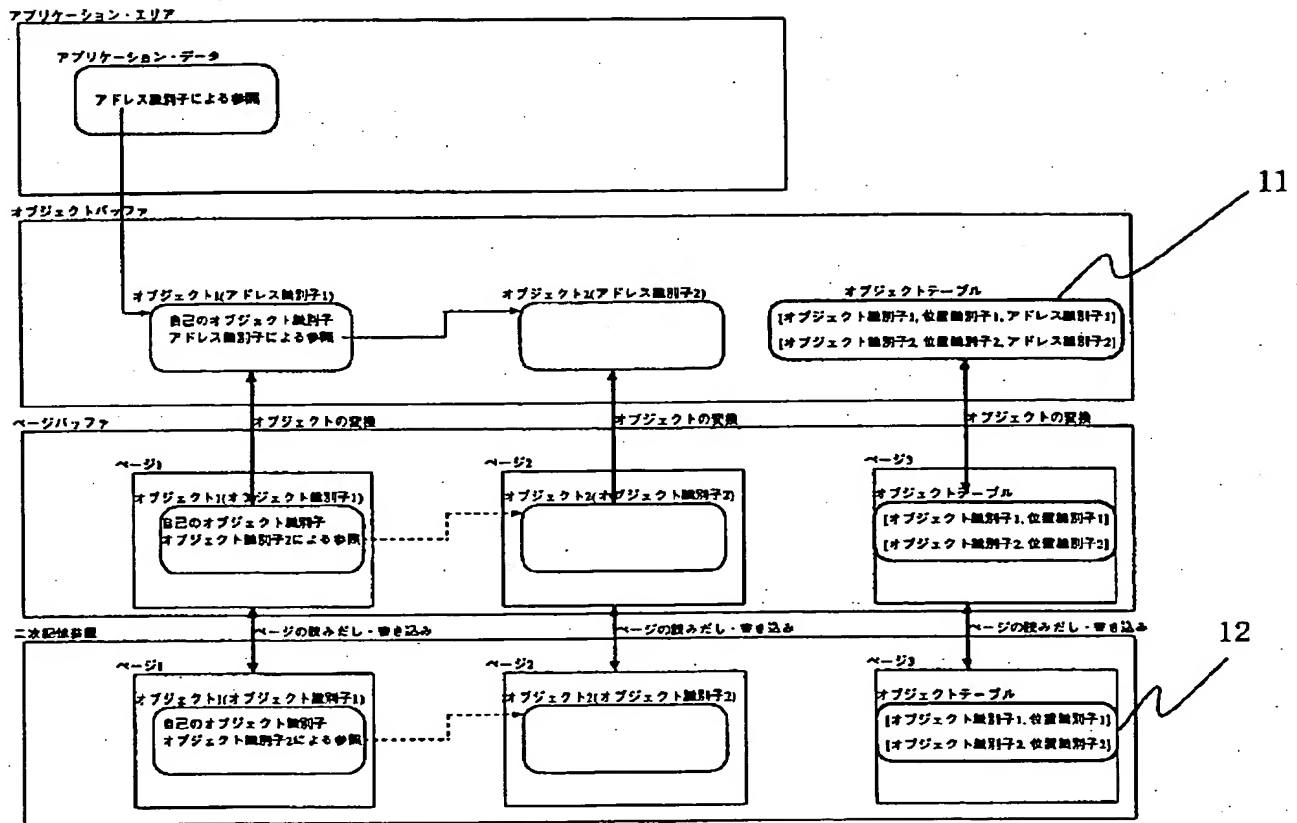 アプリケーション・エリア
アプリケーション・データ
アドレス識別子による参照
オブジェクトバッファ
11
オブジェクト1(アドレス識別子1)
オブジェクト2(アドレス識別子2)
オブジェクトテーブル
自己のオブジェクト識別子
アドレス識別子による参照
[オブジェクト識別子1, 位置識別子1, アドレス識別子1]
[オブジェクト識別子2, 位置識別子2, アドレス識別子2]
ページバッファ
オブジェクトの変換
オブジェクトの変換
オブジェクトの変換
ページ1
ページ2
ページ3
オブジェクト1(オブジェクト識別子1)
オブジェクト2(オブジェクト識別子2)
オブジェクトテーブル
自己のオブジェクト識別子
オブジェクト識別子2による参照
[オブジェクト識別子1, 位置識別子1]
[オブジェクト識別子2, 位置識別子2]
二次記憶装置
ページの読みだし・書き込み
ページの読みだし・書き込み
ページの読みだし・書き込み
12
ページ1
ページ2
ページ3
オブジェクト1(オブジェクト識別子1)
オブジェクト2(オブジェクト識別子2)
オブジェクトテーブル
自己のオブジェクト識別子
オブジェクト識別子2による参照
[オブジェクト識別子1, 位置識別子1]
[オブジェクト識別子2, 位置識別子2]